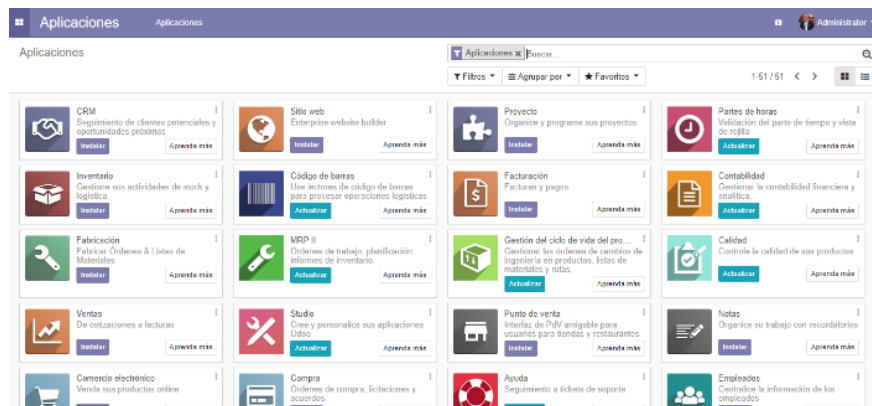 Aplicaciones Aplicaciones Administrator
Aplicaciones
Aplicaciones Buscar...
Filtros Agrupar por Favoritos 1-51 / 51
CRM
Seguimiento de clientes potenciales y
oportunidades próximas
Instalar Aprenda más
Sitio web
Enterprise website builder
Instalar Aprenda más
Proyecto
Organice y programe sus proyectos
Instalar Aprenda más
Partes de horas
Validación del parte de tiempo y vista
de rejilla
Actualizar Aprenda más
Inventario
Gestione sus actividades de stock y
logística.
Instalar Aprenda más
Código de barras
Use lectores de código de barras
para procesar operaciones logísticas
Actualizar Aprenda más
Facturación
Facturas y pagos
Instalar Aprenda más
Contabilidad
Gestionar la contabilidad financiera y
analítica.
Actualizar Aprenda más
Fabricación
Fabricar Órdenes & Listas de
Materiales
Instalar Aprenda más
MRP II
Órdenes de trabajo, planificación,
informes de inventario.
Actualizar Aprenda más
Gestión del ciclo de vida del pro...
Gestionar las órdenes de cambios de
ingeniería en productos, listas de
materiales y rutas.
Actualizar Aprenda más
Calidad
Controle la calidad de sus productos
Actualizar Aprenda más
Ventas
De cotizaciones a facturas
Instalar Aprenda más
Studio
Cree y personalice sus aplicaciones
Odoo
Actualizar Aprenda más
Punto de venta
Interfaz de PdV amigable para
usuarios para tiendas y restaurantes
Instalar Aprenda más
Notas
Organice su trabajo con recordatorios
Instalar Aprenda más
Comercio electrónico
Venda sus productos online
Compra
Órdenes de compra, licitaciones y
acuerdos.
Ayuda
Seguimiento a tickets de soporte
Empleados
Centralice la información de los
empleados